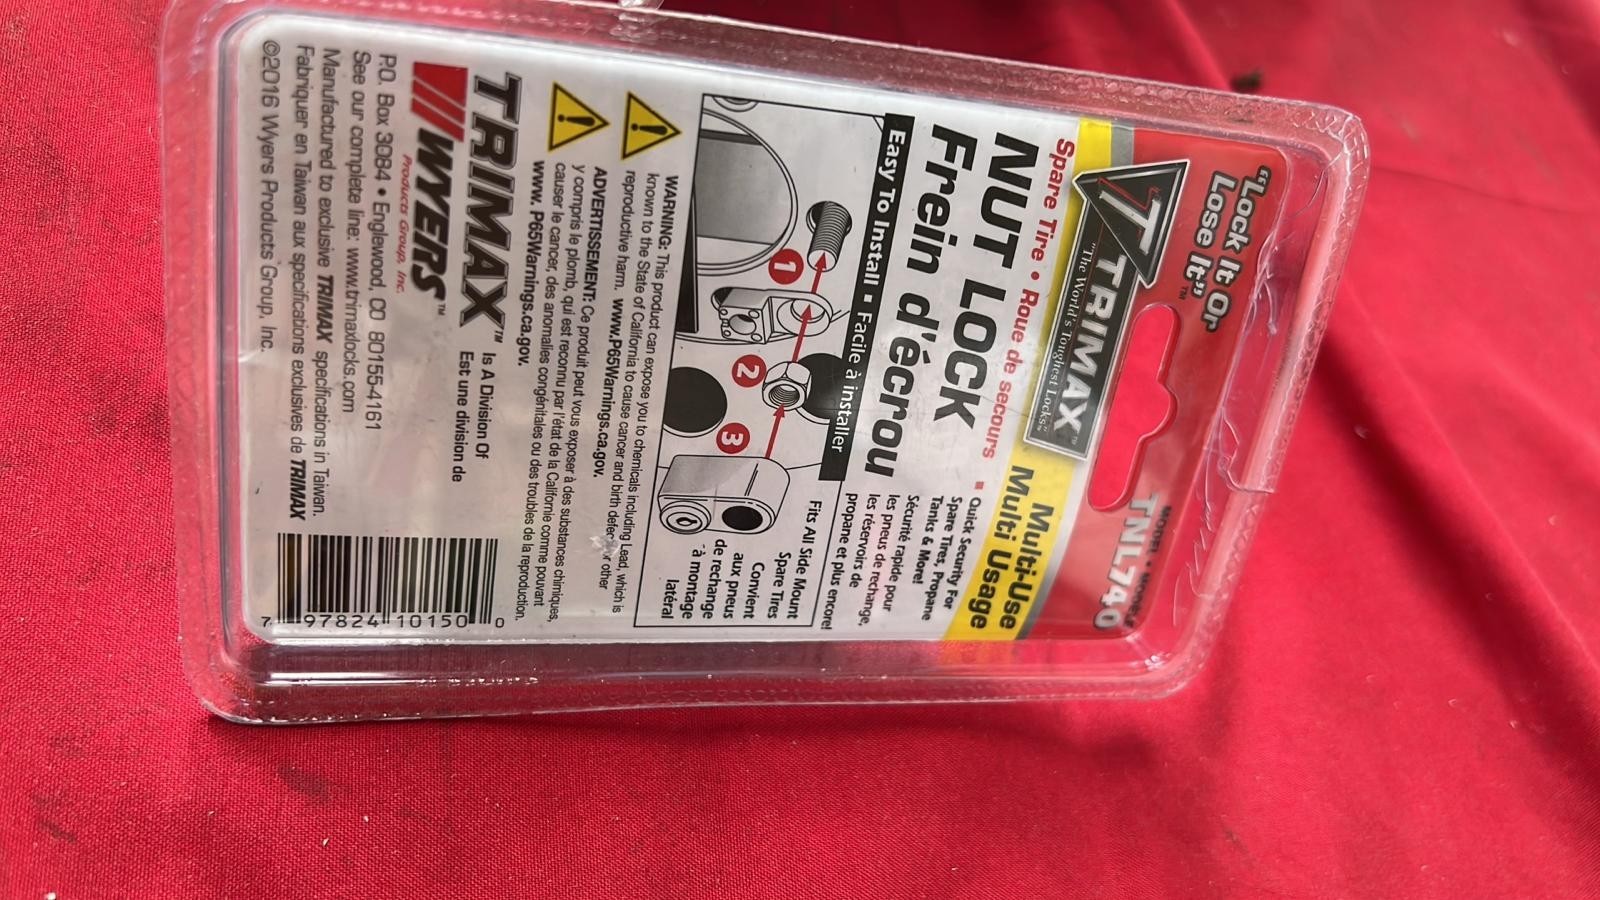 "Lock It Or
Lose It"™
TRIMAX™
"The World's Toughest Locks"™
MODEL • MODÈLE
TNL740
Multi-Use
Multi Usage
Spare Tire • Roue de secours
NUT LOCK
Frein d'écrou
Quick Security For
Spare Tires, Propane
Tanks & More!
Sécurité rapide pour
les pneus de rechange,
les réservoirs de
propane et plus encore!
Easy To Install ▪ Facile à installer
1
2
3
Fits All Side Mount
Spare Tires
Convient
aux pneus
de rechange
à montage
latéral
WARNING: This product can expose you to chemicals including Lead, which is
known to the State of California to cause cancer and birth defects or other
reproductive harm. www.P65Warnings.ca.gov.
ADVERTISSEMENT: Ce produit peut vous exposer à des substances chimiques,
y compris le plomb, qui est reconnu par l'état de la Californie comme pouvant
causer le cancer, des anomalies congénitales ou des troubles de la reproduction.
www. P65Warnings.ca.gov.
TRIMAX™ Is A Division Of
Est une division de
WYERS™
Products Group, Inc.
P.O. Box 3084 • Englewood, CO 80155-4161
See our complete line: www.trimaxlocks.com
Manufactured to exclusive TRIMAX specifications in Taiwan.
Fabriquer en Taiwan aux specifications exclusives de TRIMAX
©2016 Wyers Products Group, Inc.
7 97824 10150 0